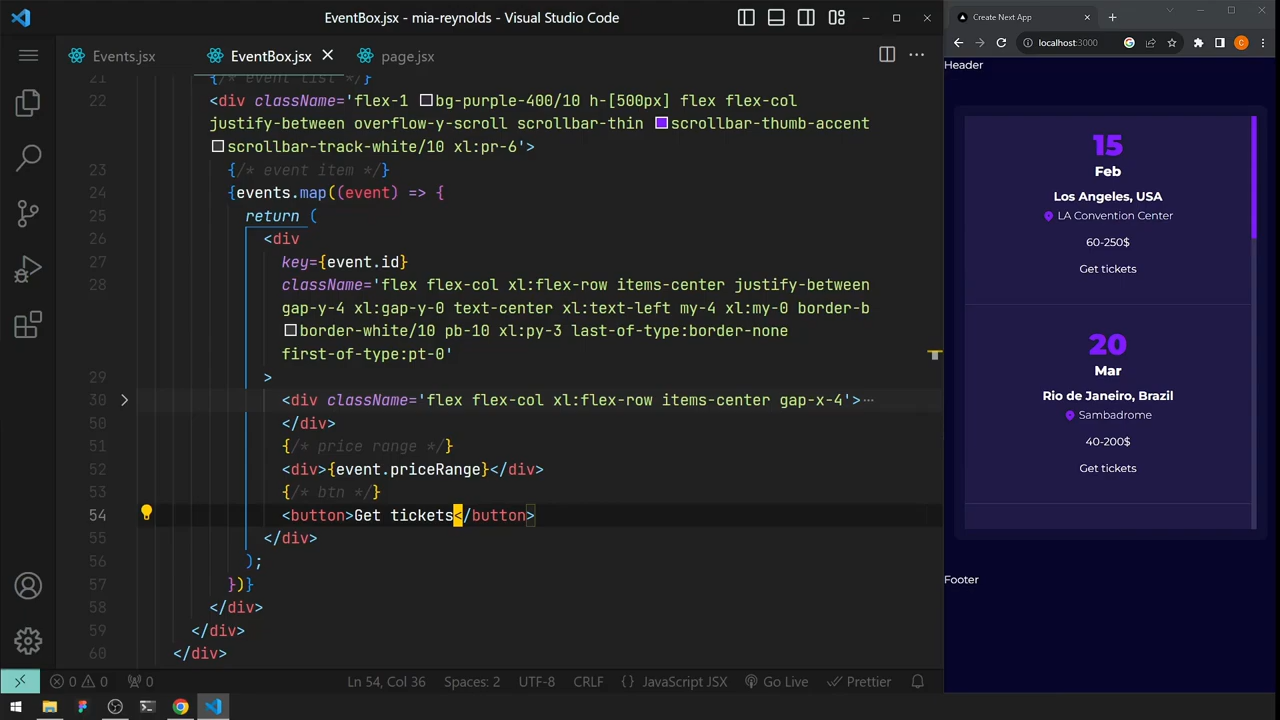 EventBox.jsx - mia-reynolds - Visual Studio Code
Events.jsx
EventBox.jsx
page.jsx
21 {/* event list */}
22 <div className='flex-1 bg-purple-400/10 h-[500px] flex flex-col
justify-between overflow-y-scroll scrollbar-thin scrollbar-thumb-accent
scrollbar-track-white/10 xl:pr-6'>
23 {/* event item */}
24 {events.map((event) => {
25 return (
26 <div
27 key={event.id}
28 className='flex flex-col xl:flex-row items-center justify-between
gap-y-4 xl:gap-y-0 text-center xl:text-left my-4 xl:my-0 border-b
border-white/10 pb-10 xl:py-3 last-of-type:border-none
first-of-type:pt-0'
29 >
30 <div className='flex flex-col xl:flex-row items-center gap-x-4'>…
50 </div>
51 {/* price range */}
52 <div>{event.priceRange}</div>
53 {/* btn */}
54 <button>Get tickets</button>
55 </div>
56 );
57 })}
58 </div>
59 </div>
60 </div>
0 0 0
Ln 54, Col 36
Spaces: 2
UTF-8
CRLF
{} JavaScript JSX
Go Live
Prettier
Create Next App
localhost:3000
C
Header
15
Feb
Los Angeles, USA
LA Convention Center
60-250$
Get tickets
20
Mar
Rio de Janeiro, Brazil
Sambadrome
40-200$
Get tickets
Footer